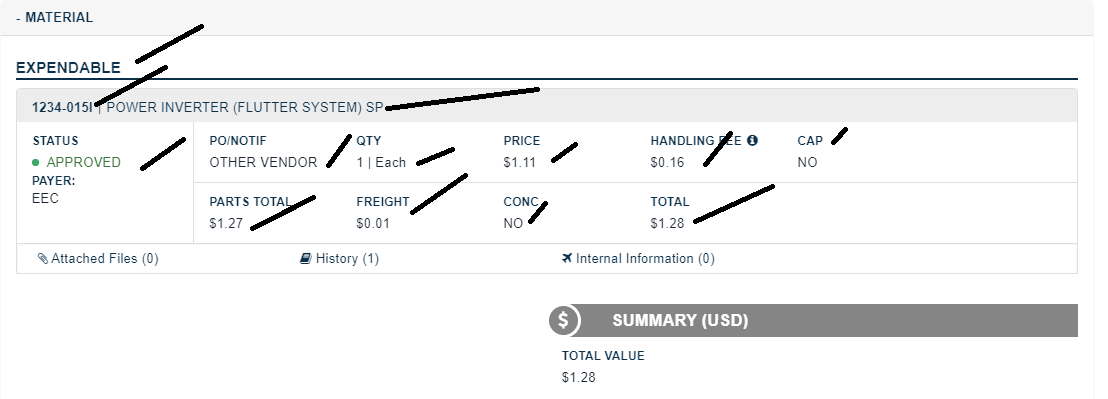 - MATERIAL
EXPENDABLE
1234-015I | POWER INVERTER (FLUTTER SYSTEM) SP
STATUS
APPROVED
PAYER:
EEC
PO/NOTIF QTY PRICE HANDLING FEE CAP
OTHER VENDOR 1 | Each $1.11 $0.16 NO
PARTS TOTAL FREIGHT CONC TOTAL
$1.27 $0.01 NO $1.28
Attached Files (0) History (1) Internal Information (0)
$ SUMMARY (USD)
TOTAL VALUE
$1.28